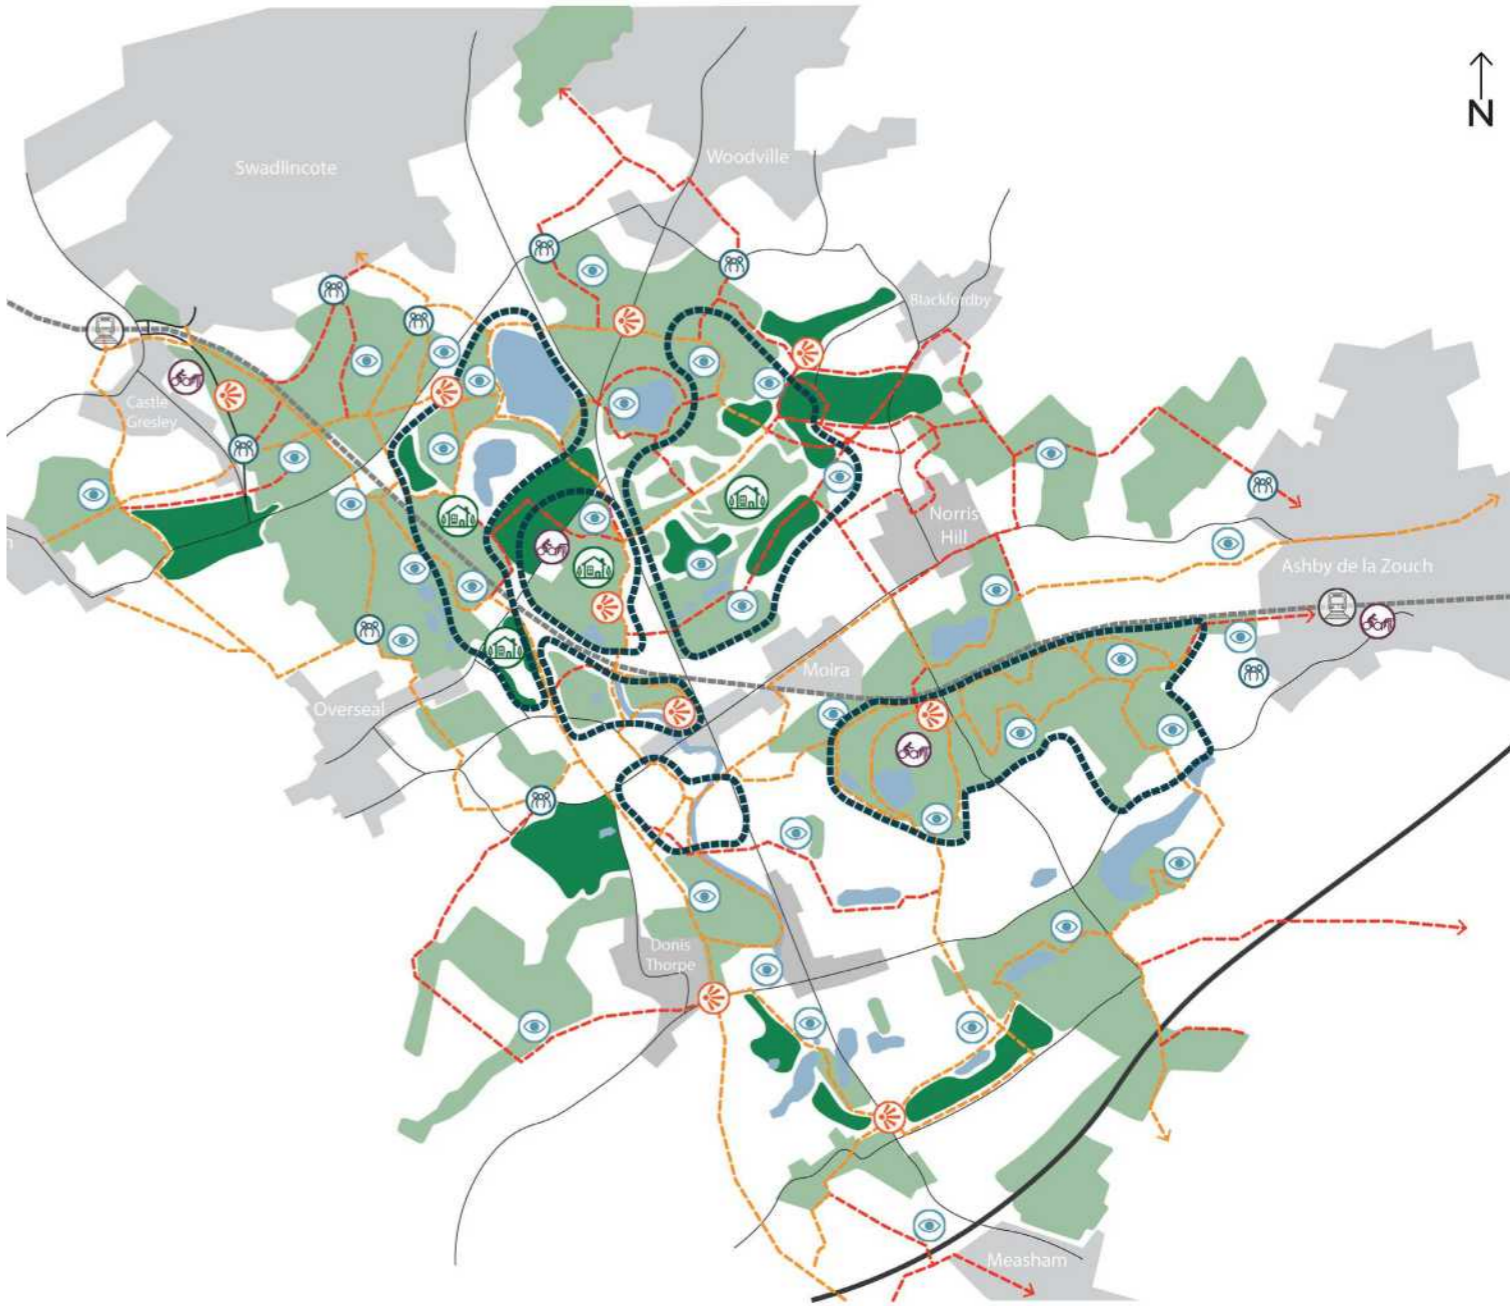 N
Woodville
Swadlincote
Blackfordby
Castle
Gresley
Norris
Hill
Ashby de la Zouch
Moira
Overseal
Donis
Thorpe
Measham